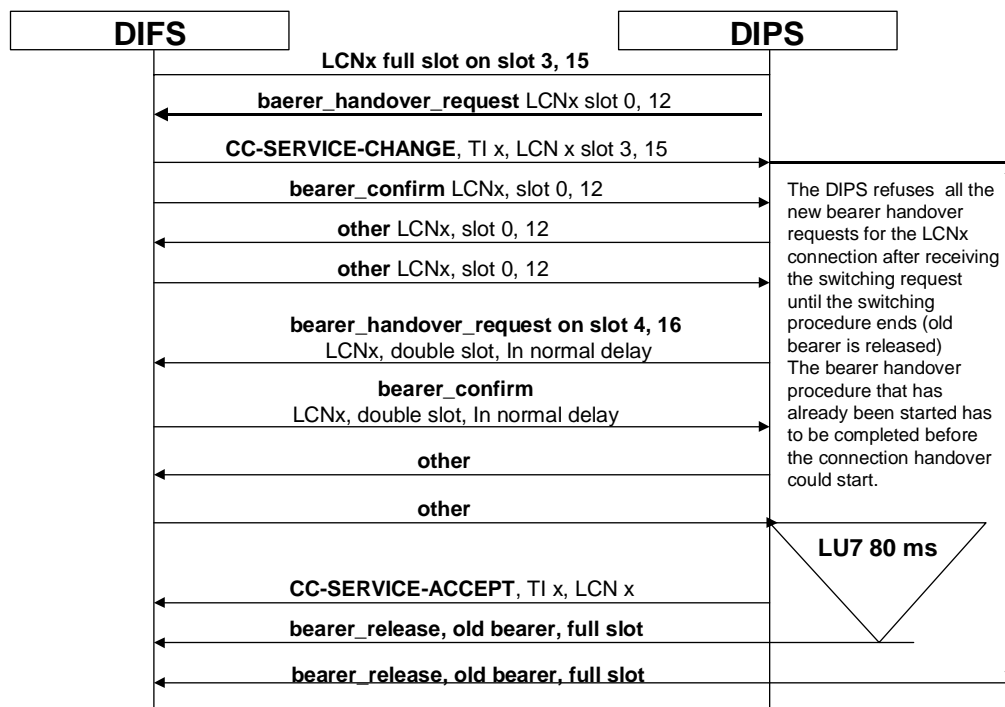 DIFS
DIPS
LCNx full slot on slot 3, 15
baerer_handover_request LCNx slot 0, 12
CC-SERVICE-CHANGE, TI x, LCN x slot 3, 15
bearer_confirm LCNx, slot 0, 12
other LCNx, slot 0, 12
other LCNx, slot 0, 12
bearer_handover_request on slot 4, 16
LCNx, double slot, In normal delay
bearer_confirm
LCNx, double slot, In normal delay
other
other
CC-SERVICE-ACCEPT, TI x, LCN x
bearer_release, old bearer, full slot
bearer_release, old bearer, full slot
The DIPS refuses all the
new bearer handover
requests for the LCNx
connection after receiving
the switching request
until the switching
procedure ends (old
bearer is released)
The bearer handover
procedure that has
already been started has
to be completed before
the connection handover
could start.
LU7 80 ms